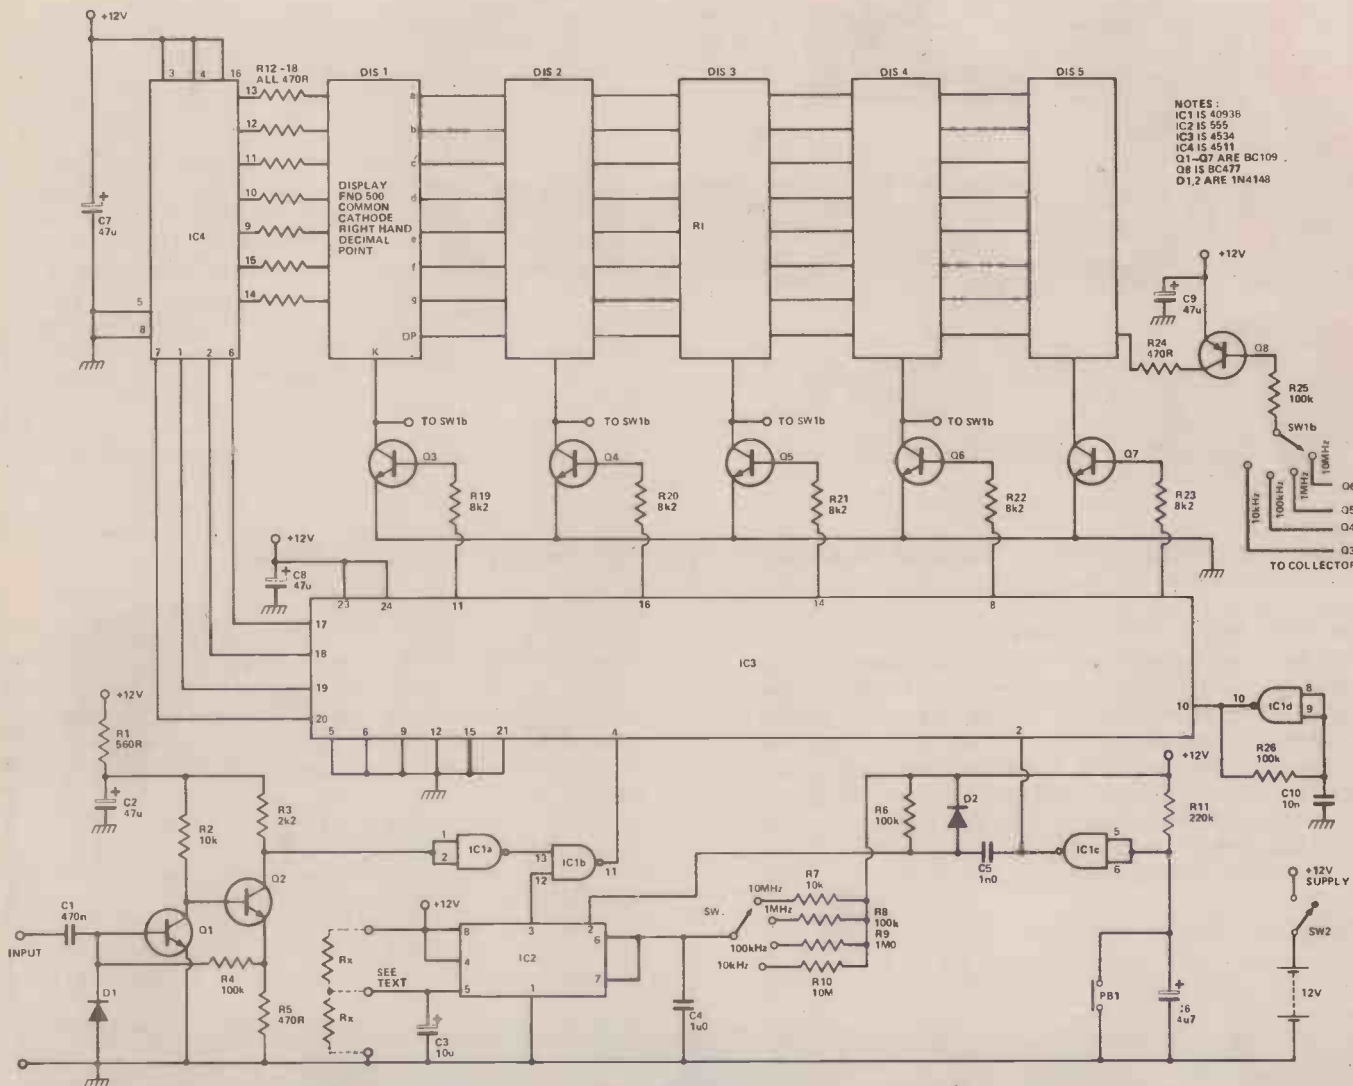 +12V
3
4
16
R12 -18
ALL 470R
DIS 1
DIS 2
DIS 3
DIS 4
DIS 5
13
12
11
10
9
15
14
a
b
c
d
e
f
g
DP
C7
47u
IC4
DISPLAY
FND 500
COMMON
CATHODE
RIGHT HAND
DECIMAL
POINT
RI
NOTES :
IC1 IS 4093B
IC2 IS 555
IC3 IS 4534
IC4 IS 4511
Q1-Q7 ARE BC109
Q8 IS BC477
D1,2 ARE 1N4148
5
8
7
1
2
6
K
+12V
C9
47u
R24
470R
Q8
R25
100k
SW1b
10MHz
1MHz
100kHz
10kHz
Q6
Q5
Q4
Q3
TO COLLECTOR
TO SW1b
TO SW1b
TO SW1b
TO SW1b
Q3
Q4
Q5
Q6
Q7
R19
8k2
R20
8k2
R21
8k2
R22
8k2
R23
8k2
+12V
C8
47u
23
24
11
16
14
8
17
18
19
20
IC3
10
10
IC1d
8
9
5
6
9
12
15
21
4
2
R26
100k
C10
10n
+12V
R1
560R
C2
47u
R2
10k
R3
2k2
1
2
IC1a
13
12
IC1b
11
R6
100k
D2
C5
1n0
IC1c
5
6
+12V
R11
220k
C1
470n
INPUT
Q1
Q2
R4
100k
D1
R5
470R
+12V
Rx
Rx
SEE
TEXT
C3
10u
8
4
5
3
2
6
7
1
IC2
C4
1u0
SW.
10MHz
1MHz
100kHz
10kHz
R7
10k
R8
100k
R9
1M0
R10
10M
PB1
C6
4u7
+12V
SUPPLY
SW2
12V